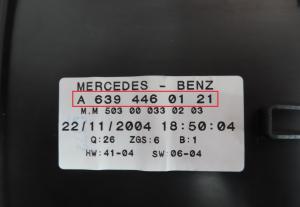 MERCEDES - BENZ
A 639 446 01 21
M.M 503 00 033 02 03
22/11/2004 18:50:04
Q:26 ZGS:6 B:1
HW:41-04 SW:06-04